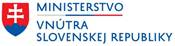 MINISTERSTVO
VNÚTRA
SLOVENSKEJ REPUBLIKY